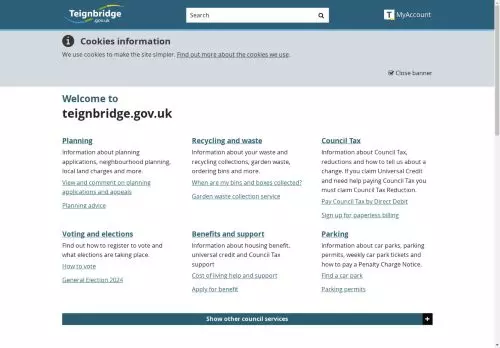 Teignbridge
.gov.uk
Search
T MyAccount
Cookies information
We use cookies to make the site simpler. Find out more about the cookies we use.
Close banner
Welcome to
teignbridge.gov.uk
Planning
Information about planning
applications, neighbourhood planning,
local land charges and more.
View and comment on planning
applications and appeals
Planning advice
Recycling and waste
Information about your waste and
recycling collections, garden waste,
ordering bins and more.
When are my bins and boxes collected?
Garden waste collection service
Council Tax
Information about Council Tax,
reductions and how to tell us about a
change. If you claim Universal Credit
and need help paying Council Tax you
must claim Council Tax Reduction.
Pay Council Tax by Direct Debit
Sign up for paperless billing
Voting and elections
Find out how to register to vote and
what elections are taking place.
How to vote
General Election 2024
Benefits and support
Information about housing benefit,
universal credit and Council Tax
support
Cost of living help and support
Apply for benefit
Parking
Information about car parks, parking
permits, weekly car park tickets and
how to pay a Penalty Charge Notice.
Find a car park
Parking permits
Show other council services
+